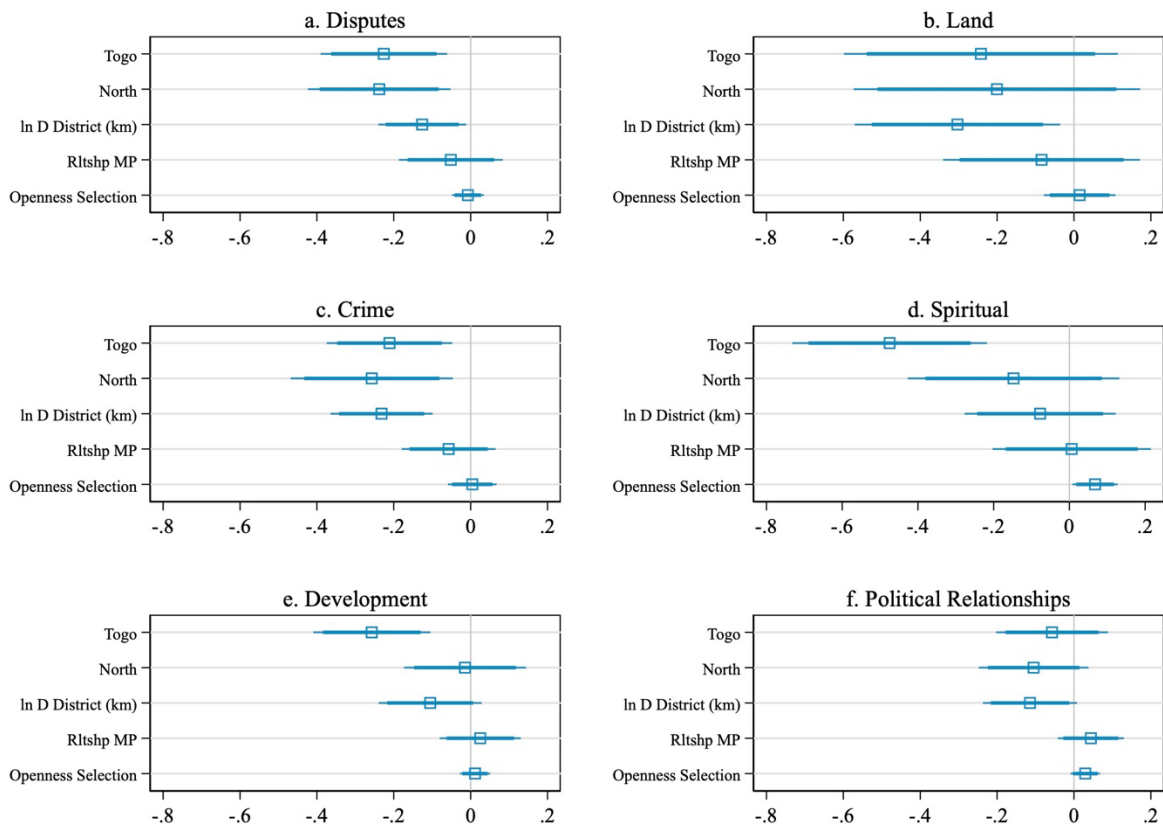 a. Disputes
Togo
North
ln D District (km)
Rltshp MP
Openness Selection
-.8 -.6 -.4 -.2 0 .2
b. Land
Togo
North
ln D District (km)
Rltshp MP
Openness Selection
-.8 -.6 -.4 -.2 0 .2
c. Crime
Togo
North
ln D District (km)
Rltshp MP
Openness Selection
-.8 -.6 -.4 -.2 0 .2
d. Spiritual
Togo
North
ln D District (km)
Rltshp MP
Openness Selection
-.8 -.6 -.4 -.2 0 .2
e. Development
Togo
North
ln D District (km)
Rltshp MP
Openness Selection
-.8 -.6 -.4 -.2 0 .2
f. Political Relationships
Togo
North
ln D District (km)
Rltshp MP
Openness Selection
-.8 -.6 -.4 -.2 0 .2